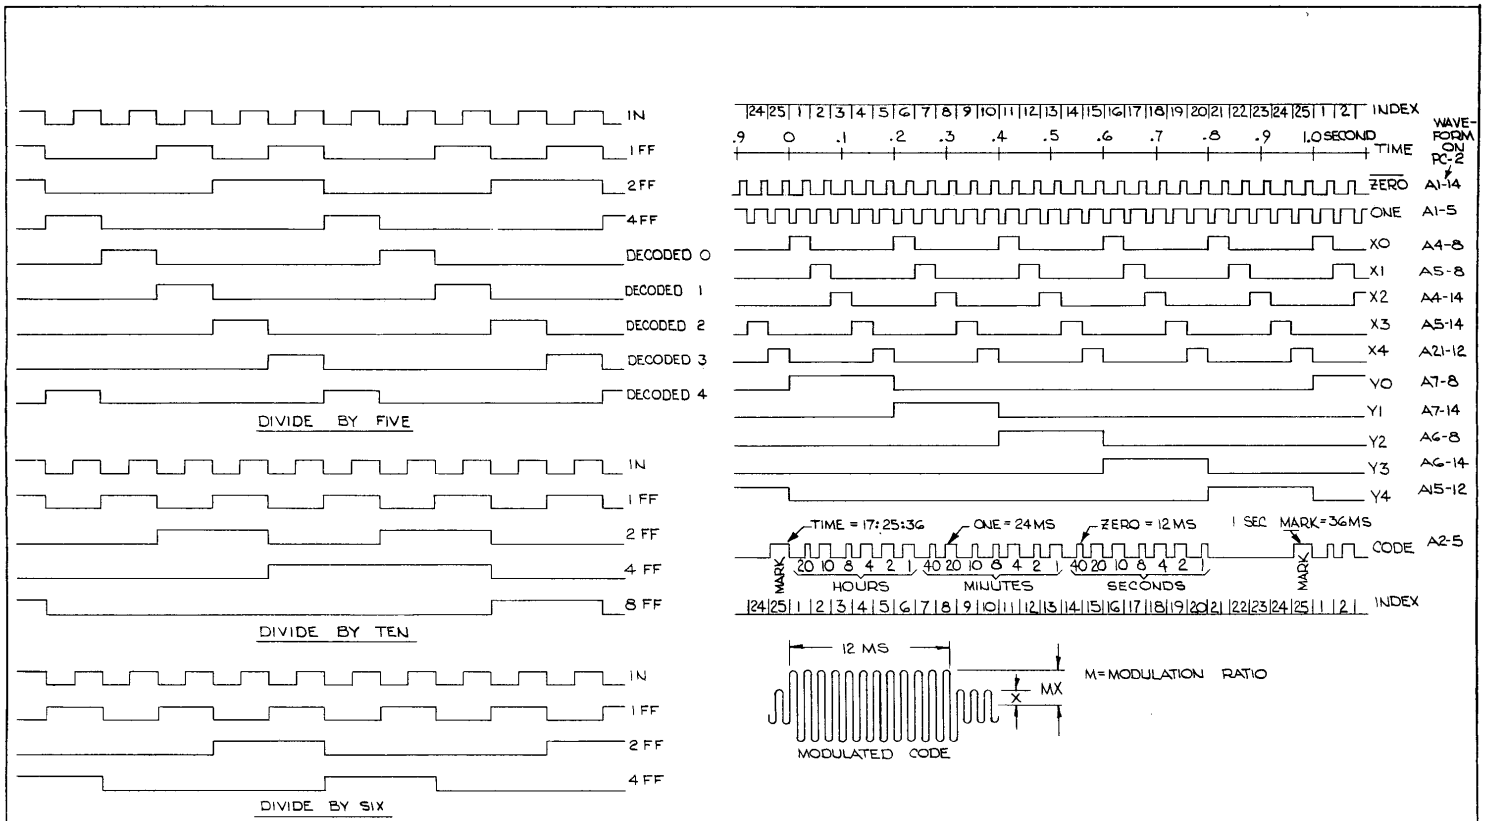 IN
1 FF
2 FF
4 FF
DECODED 0
DECODED 1
DECODED 2
DECODED 3
DECODED 4
DIVIDE BY FIVE
IN
1 FF
2 FF
4 FF
8 FF
DIVIDE BY TEN
IN
1 FF
2 FF
4 FF
DIVIDE BY SIX
24 25 1 2 3 4 5 6 7 8 9 10 11 12 13 14 15 16 17 18 19 20 21 22 23 24 25 1 2 INDEX
WAVE-
FORM
ON
PC-2
.9 0 .1 .2 .3 .4 .5 .6 .7 .8 .9 1.0 SECOND
TIME
ZERO A1-14
ONE A1-5
X0 A4-8
X1 A5-8
X2 A4-14
X3 A5-14
X4 A21-12
Y0 A7-8
Y1 A7-14
Y2 A6-8
Y3 A6-14
Y4 A15-12
TIME = 17:25:36 ONE = 24MS ZERO = 12MS 1 SEC MARK = 36MS
CODE A2-5
MARK 20 10 8 4 2 1 40 20 10 8 4 2 1 40 20 10 8 4 2 1 MARK
HOURS MINUTES SECONDS
24 25 1 2 3 4 5 6 7 8 9 10 11 12 13 14 15 16 17 18 19 20 21 22 23 24 25 1 2 INDEX
12 MS
X MX M=MODULATION RATIO
MODULATED CODE